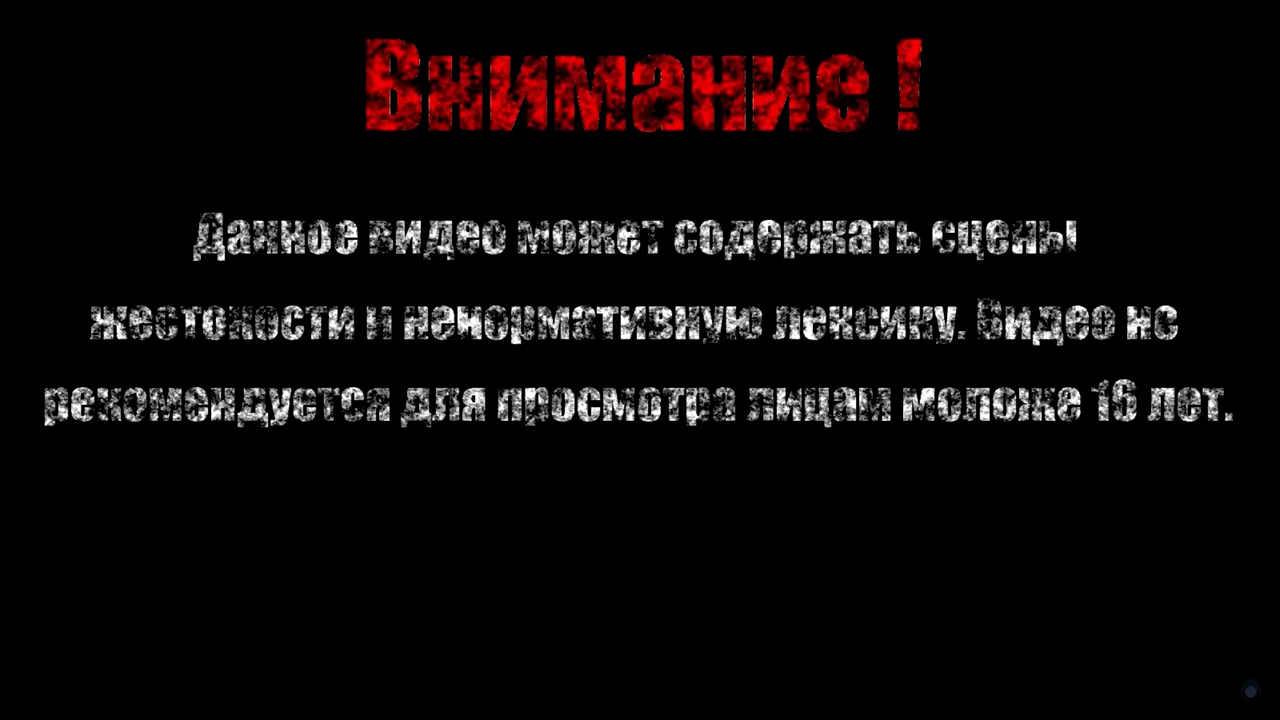 Внимание !
Данное видео может содержать сцены
жестокости и ненормативную лексику. Видео не
рекомендуется для просмотра лицам моложе 16 лет.